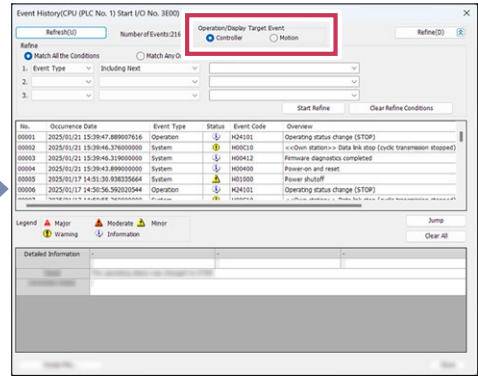 Event History(CPU (PLC No. 1) Start I/O No. 3E00)
Refresh(U)
Number of Events:216
Operation/Display Target Event
Controller
Motion
Refine(D)
Refine
Match All the Conditions
Match Any O
1. Event Type
Including Next
2.
3.
Start Refine
Clear Refine Conditions
No. Occurrence Date Event Type Status Event Code Overview
00001 2025/01/21 15:39:47.889007616 Operation H24101 Operating status change (STOP)
00002 2025/01/21 15:39:46.376000000 System H00C10 <<Own station>> Data link stop (cyclic transmission stopped)
00003 2025/01/21 15:39:46.319000000 System H00412 Firmware diagnostics completed
00004 2025/01/21 15:39:43.899000000 System H00400 Power-on and reset
00005 2025/01/17 14:51:30.938335664 System H01000 Power shutoff
00006 2025/01/17 14:50:56.592020544 Operation H24101 Operating status change (STOP)
Legend
Major
Moderate
Minor
Warning
Information
Jump
Clear All
Detailed Information
-
-
-